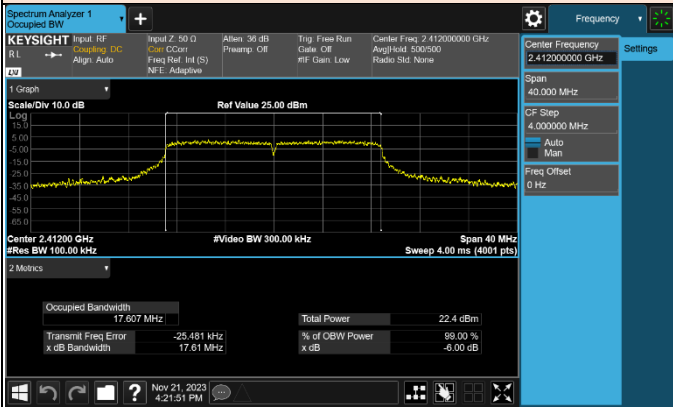 Spectrum Analyzer 1
Occupied BW
+
Frequency
KEYSIGHT
R L
LXI
Input: RF
Coupling: DC
Align: Auto
Input Z: 50 Ω
Corr CCorr
Freq Ref: Int (S)
NFE: Adaptive
Atten: 36 dB
Preamp: Off
Trig: Free Run
Gate: Off
#IF Gain: Low
Center Freq: 2.412000000 GHz
Avg|Hold: 500/500
Radio Std: None
Center Frequency
2.412000000 GHz
Settings
Span
40.000 MHz
CF Step
4.000000 MHz
Auto
Man
Freq Offset
0 Hz
1 Graph
Scale/Div 10.0 dB
Ref Value 25.00 dBm
Log
15.0
5.00
-5.00
-15.0
-25.0
-35.0
-45.0
-55.0
-65.0
Center 2.41200 GHz
#Video BW 300.00 kHz
Span 40 MHz
#Res BW 100.00 kHz
Sweep 4.00 ms (4001 pts)
2 Metrics
Occupied Bandwidth
17.607 MHz
Total Power 22.4 dBm
Transmit Freq Error -25.481 kHz
% of OBW Power 99.00 %
x dB Bandwidth 17.61 MHz
x dB -6.00 dB
?
Nov 21, 2023
4:21:51 PM